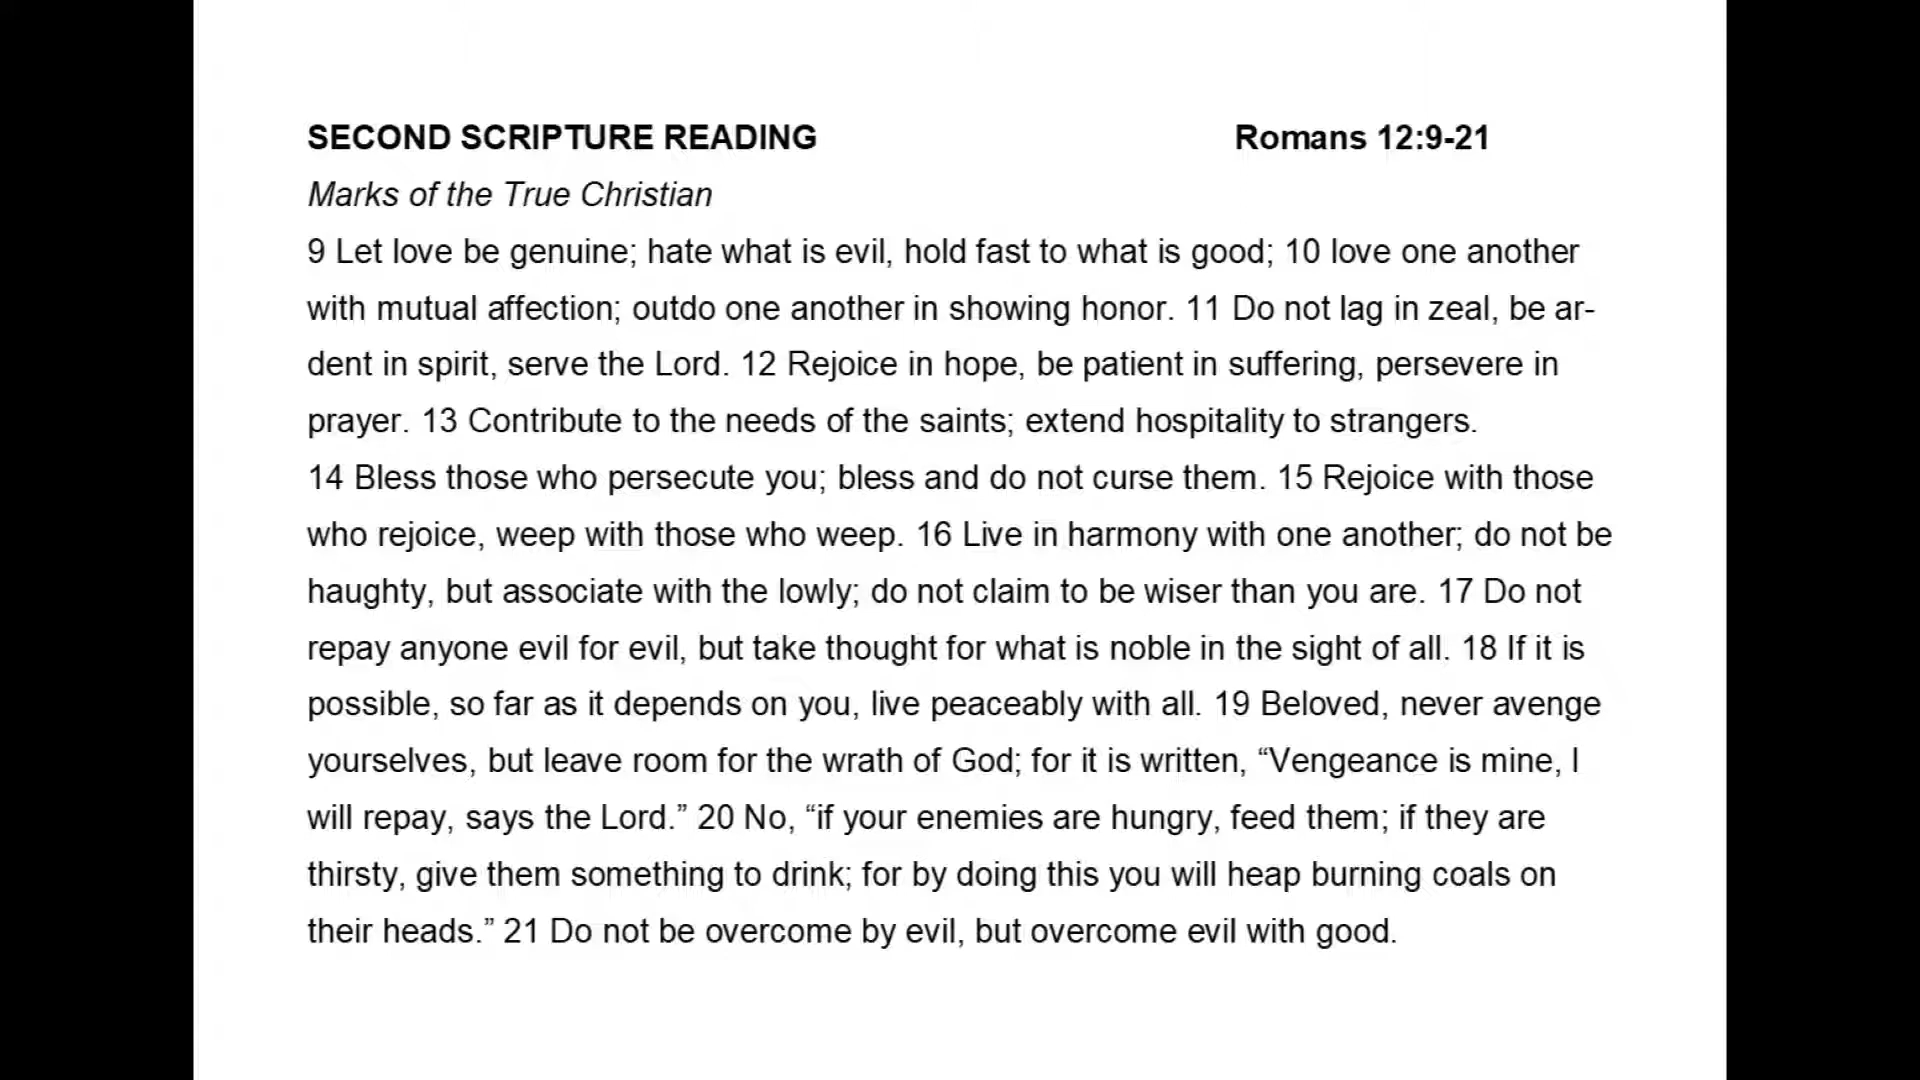 SECOND SCRIPTURE READING Romans 12:9-21
Marks of the True Christian
9 Let love be genuine; hate what is evil, hold fast to what is good; 10 love one another
with mutual affection; outdo one another in showing honor. 11 Do not lag in zeal, be ar-
dent in spirit, serve the Lord. 12 Rejoice in hope, be patient in suffering, persevere in
prayer. 13 Contribute to the needs of the saints; extend hospitality to strangers.
14 Bless those who persecute you; bless and do not curse them. 15 Rejoice with those
who rejoice, weep with those who weep. 16 Live in harmony with one another; do not be
haughty, but associate with the lowly; do not claim to be wiser than you are. 17 Do not
repay anyone evil for evil, but take thought for what is noble in the sight of all. 18 If it is
possible, so far as it depends on you, live peaceably with all. 19 Beloved, never avenge
yourselves, but leave room for the wrath of God; for it is written, “Vengeance is mine, I
will repay, says the Lord.” 20 No, “if your enemies are hungry, feed them; if they are
thirsty, give them something to drink; for by doing this you will heap burning coals on
their heads.” 21 Do not be overcome by evil, but overcome evil with good.